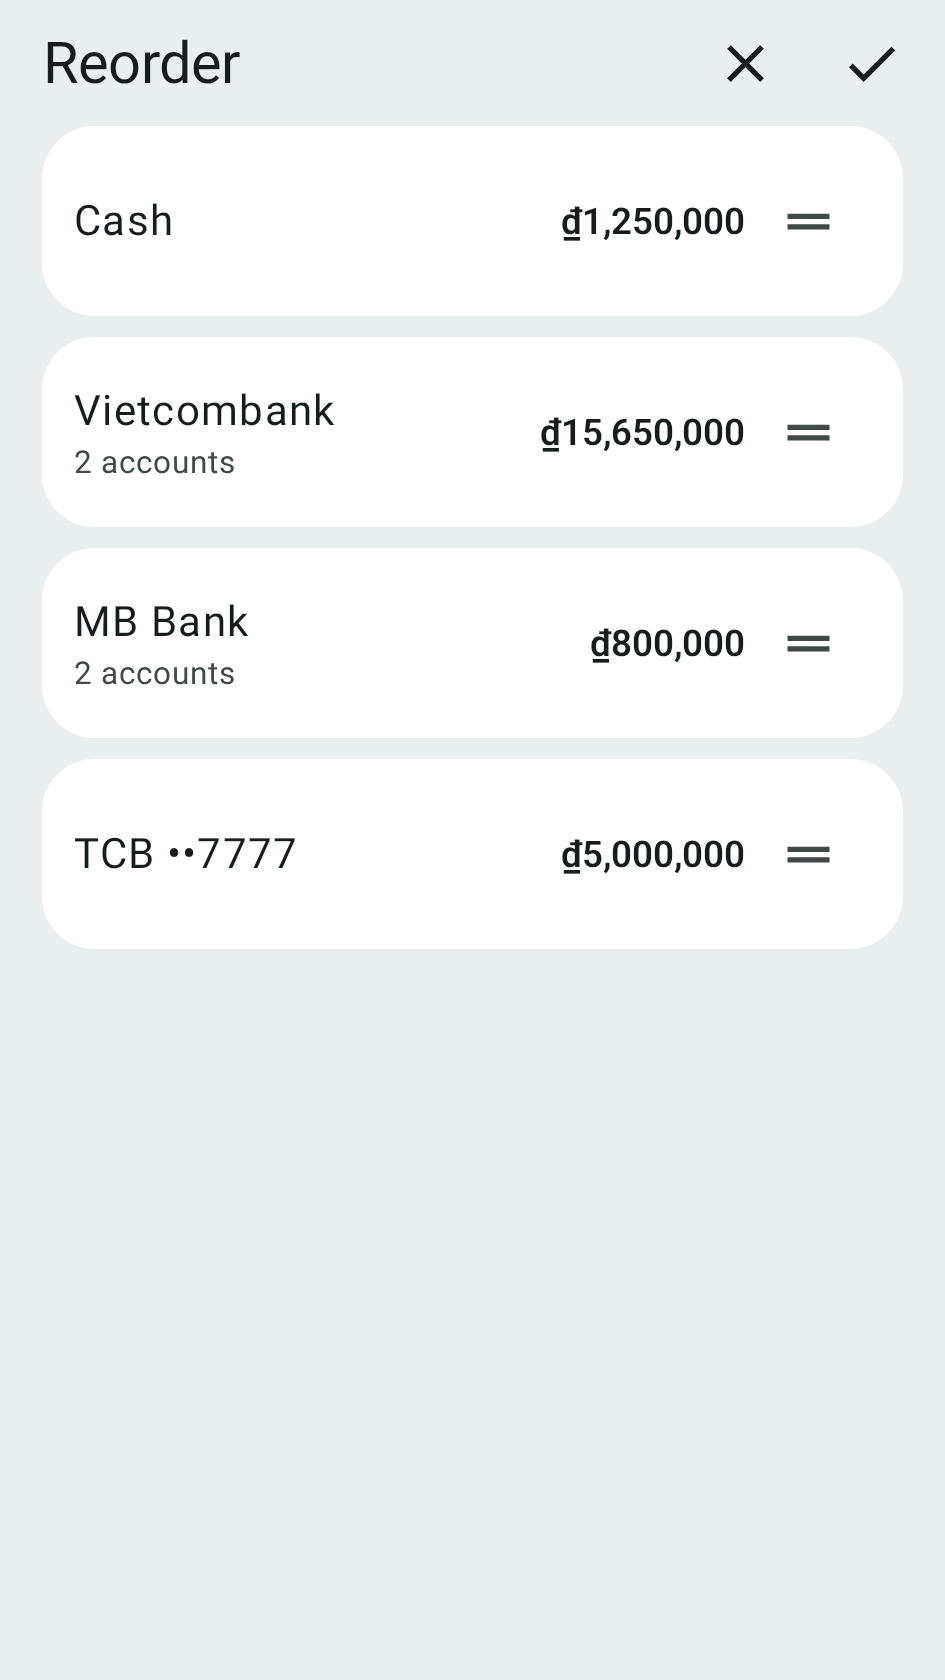 Reorder
Cash
₫1,250,000
Vietcombank
2 accounts
₫15,650,000
MB Bank
2 accounts
₫800,000
TCB ••7777
₫5,000,000